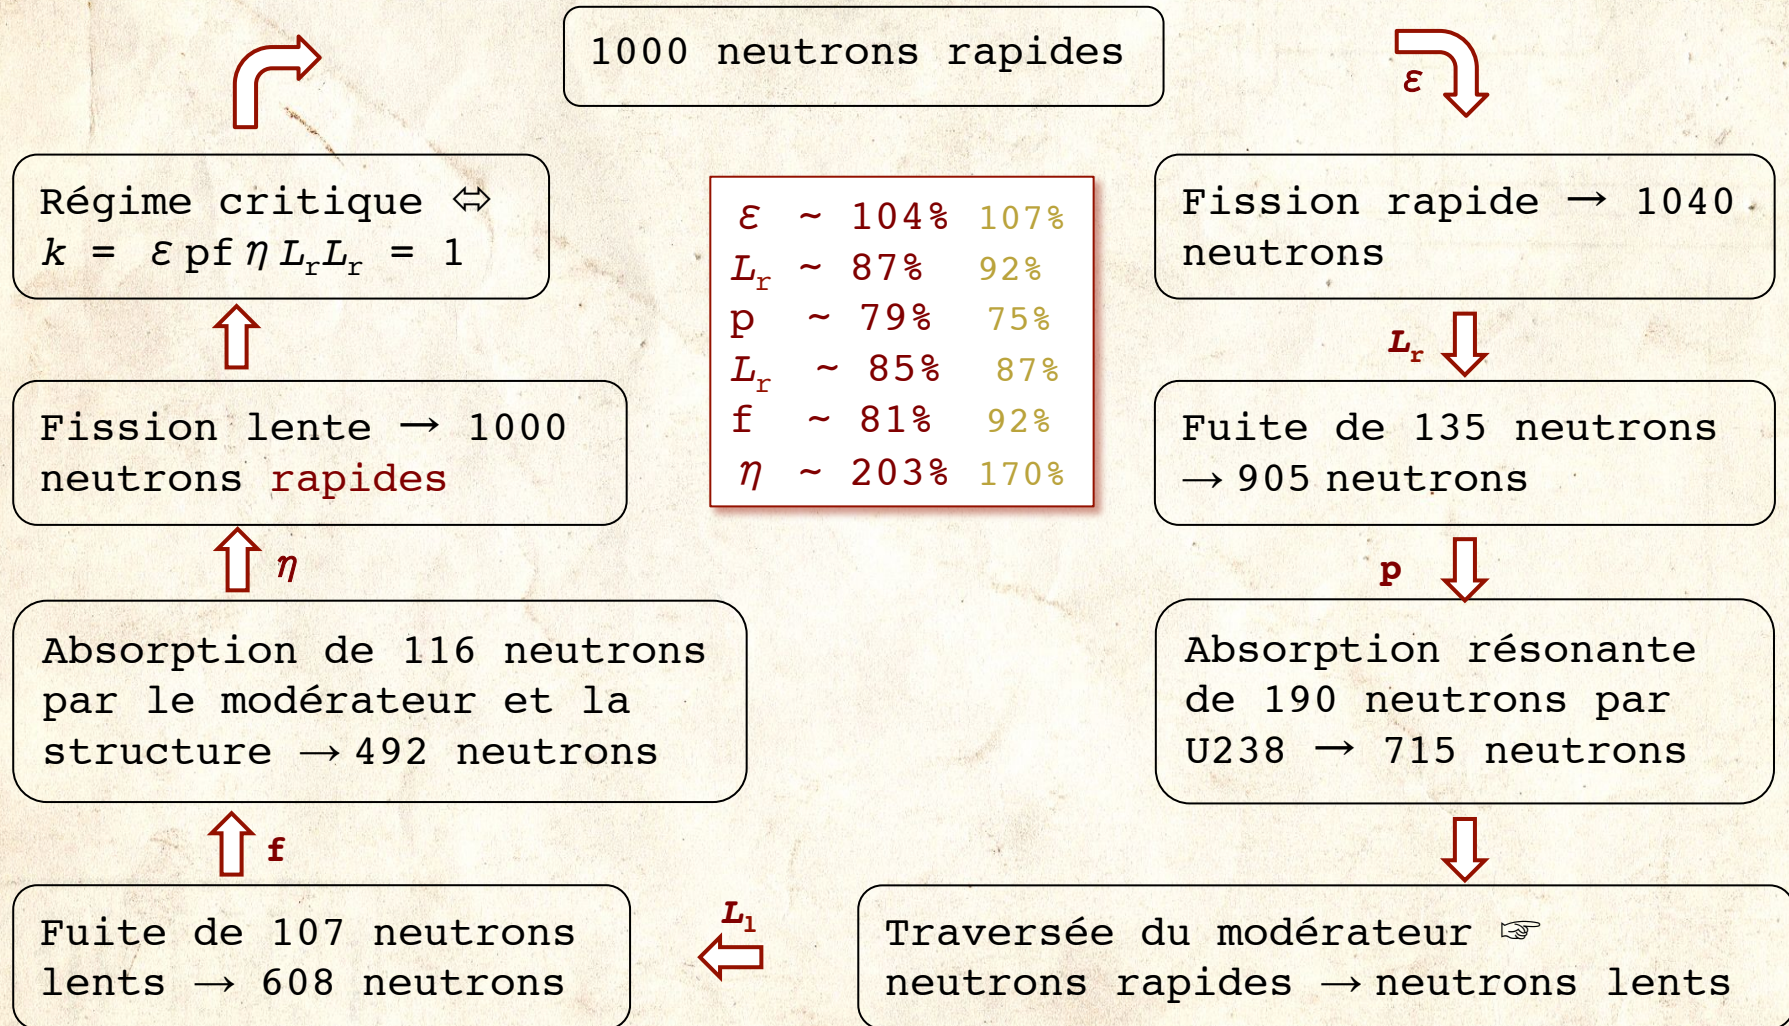 1000 neutrons rapides
ε
Fission rapide → 1040
neutrons
Lr
Fuite de 135 neutrons
→ 905 neutrons
p
Absorption résonante
de 190 neutrons par
U238 → 715 neutrons
Traversée du modérateur ☞
neutrons rapides → neutrons lents
Ll
Fuite de 107 neutrons
lents → 608 neutrons
f
Absorption de 116 neutrons
par le modérateur et la
structure → 492 neutrons
η
Fission lente → 1000
neutrons rapides
Régime critique ⇔
k = ε pf η LrLr = 1
ε ~ 104% 107%
Lr ~ 87% 92%
p ~ 79% 75%
Lr ~ 85% 87%
f ~ 81% 92%
η ~ 203% 170%